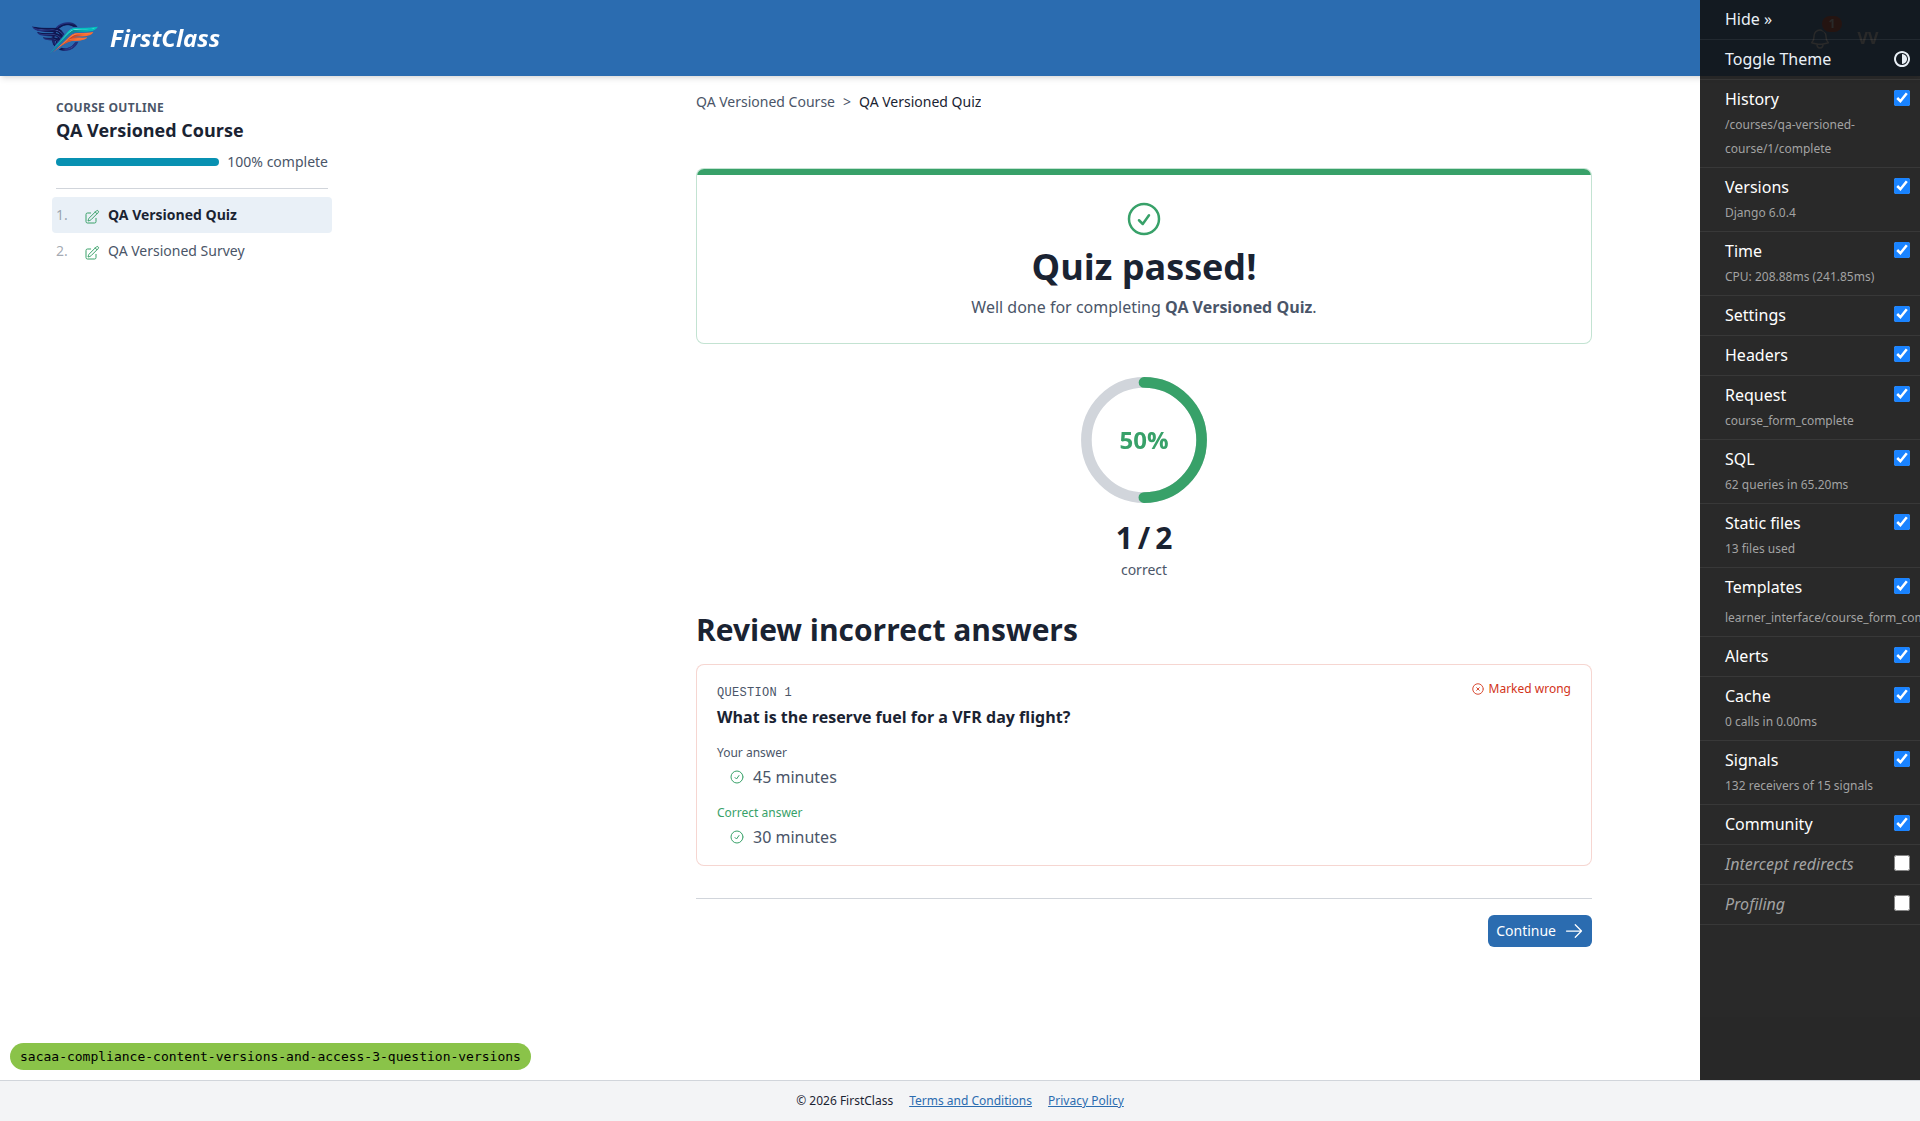 FirstClass
COURSE OUTLINE
QA Versioned Course
100% complete
1. QA Versioned Quiz
2. QA Versioned Survey
QA Versioned Course > QA Versioned Quiz
Quiz passed!
Well done for completing QA Versioned Quiz.
50%
1 / 2
correct
Review incorrect answers
QUESTION 1
Marked wrong
What is the reserve fuel for a VFR day flight?
Your answer
45 minutes
Correct answer
30 minutes
Continue
sacaa-compliance-content-versions-and-access-3-question-versions
© 2026 FirstClass Terms and Conditions Privacy Policy
Hide »
1
VV
Toggle Theme
History
/courses/qa-versioned-
course/1/complete
Versions
Django 6.0.4
Time
CPU: 208.88ms (241.85ms)
Settings
Headers
Request
course_form_complete
SQL
62 queries in 65.20ms
Static files
13 files used
Templates
learner_interface/course_form_con
Alerts
Cache
0 calls in 0.00ms
Signals
132 receivers of 15 signals
Community
Intercept redirects
Profiling